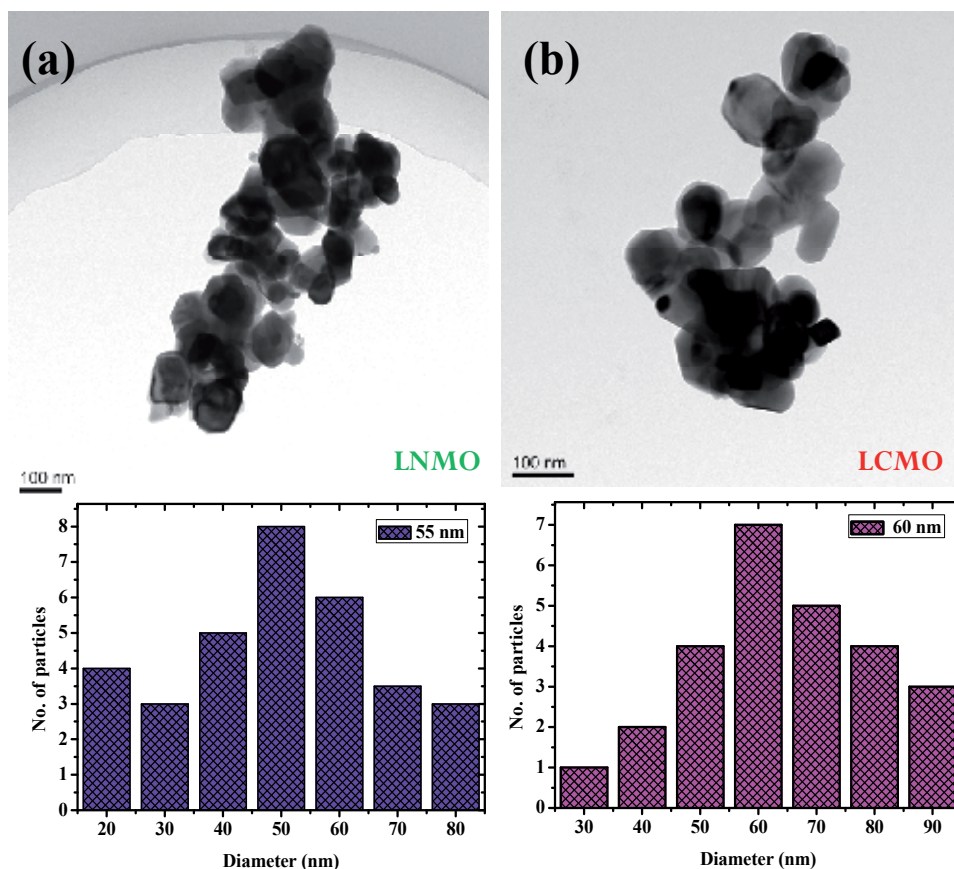 (a)
LNMO
100 nm
(b)
LCMO
100 nm
55 nm
No. of particles
8
7
6
5
4
3
2
1
0
20 30 40 50 60 70 80
Diameter (nm)
60 nm
No. of particles
7
6
5
4
3
2
1
0
30 40 50 60 70 80 90
Diameter (nm)